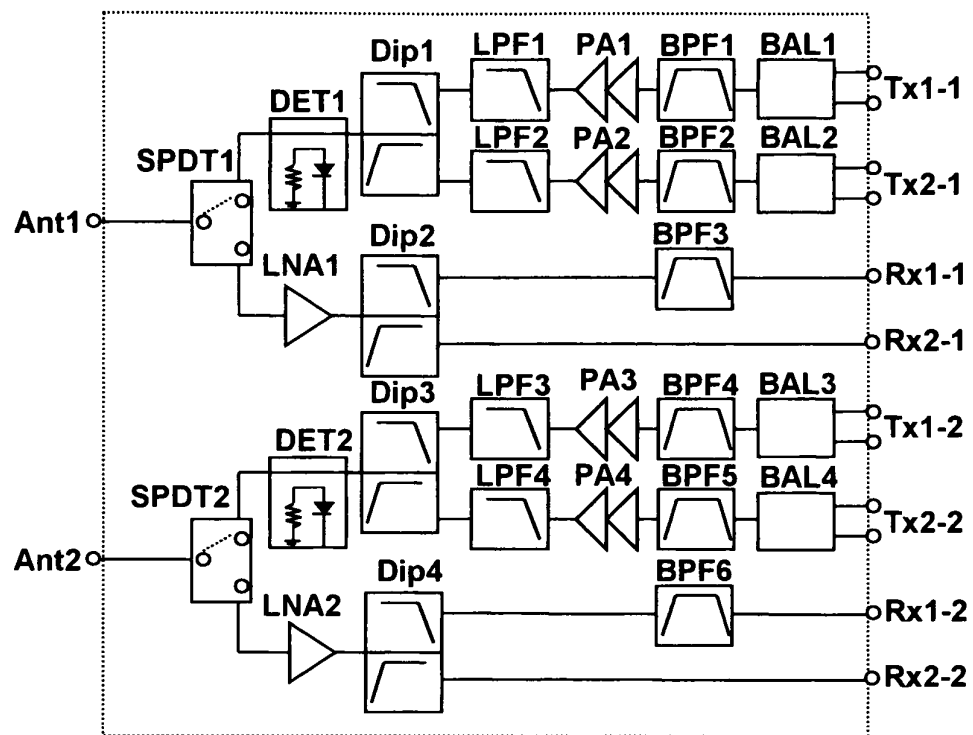 Dip1 LPF1 PA1 BPF1 BAL1
Tx1-1
DET1
LPF2 PA2 BPF2 BAL2
SPDT1
Tx2-1
Ant1
Dip2 BPF3
LNA1
Rx1-1
Rx2-1
Dip3 LPF3 PA3 BPF4 BAL3
Tx1-2
DET2
LPF4 PA4 BPF5 BAL4
SPDT2
Tx2-2
Ant2
Dip4 BPF6
LNA2
Rx1-2
Rx2-2